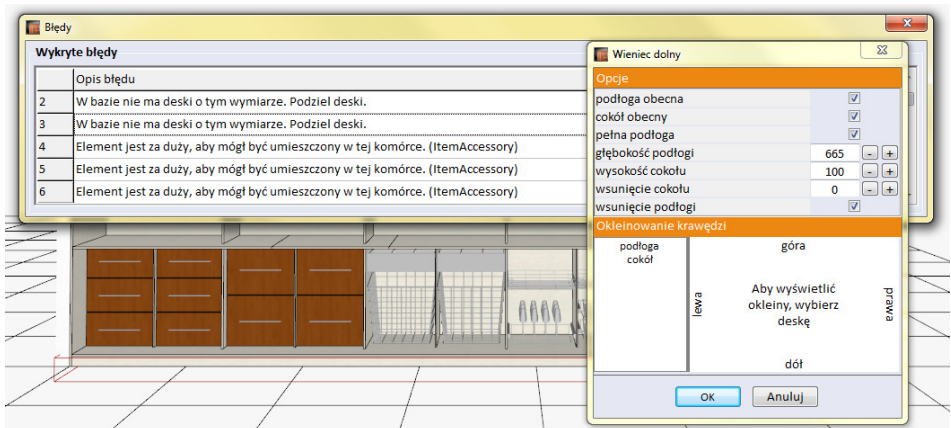 Błędy
Wykryte błędy
Opis błędu
2 W bazie nie ma deski o tym wymiarze. Podziel deski.
3 W bazie nie ma deski o tym wymiarze. Podziel deski.
4 Element jest za duży, aby mógł być umieszczony w tej komórce. (ItemAccessory)
5 Element jest za duży, aby mógł być umieszczony w tej komórce. (ItemAccessory)
6 Element jest za duży, aby mógł być umieszczony w tej komórce. (ItemAccessory)
Wieniec dolny
Opcje
podłoga obecna
cokół obecny
pełna podłoga
głębokość podłogi 665 - +
wysokość cokołu 100 - +
wsunięcie cokołu 0 - +
wsunięcie podłogi
Okleinowanie krawędzi
podłoga
cokół
góra
lewa
Aby wyświetlić
okleiny, wybierz
deskę
prawa
dół
OK Anuluj